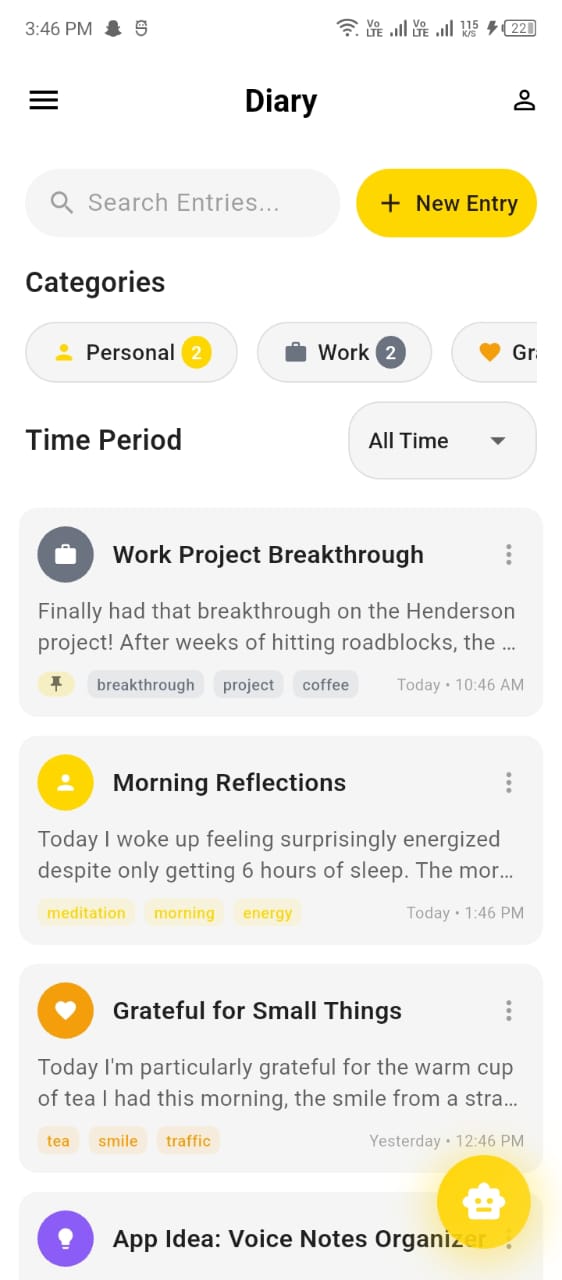 3:46 PM
Vo LTE Vo LTE 115 K/S 22
Diary
Search Entries...
+ New Entry
Categories
Personal 2 Work 2 Gr
Time Period
All Time
Work Project Breakthrough
Finally had that breakthrough on the Henderson
project! After weeks of hitting roadblocks, the ...
breakthrough project coffee Today • 10:46 AM
Morning Reflections
Today I woke up feeling surprisingly energized
despite only getting 6 hours of sleep. The mor...
meditation morning energy Today • 1:46 PM
Grateful for Small Things
Today I'm particularly grateful for the warm cup
of tea I had this morning, the smile from a stra...
tea smile traffic Yesterday • 12:46 PM
App Idea: Voice Notes Organizer